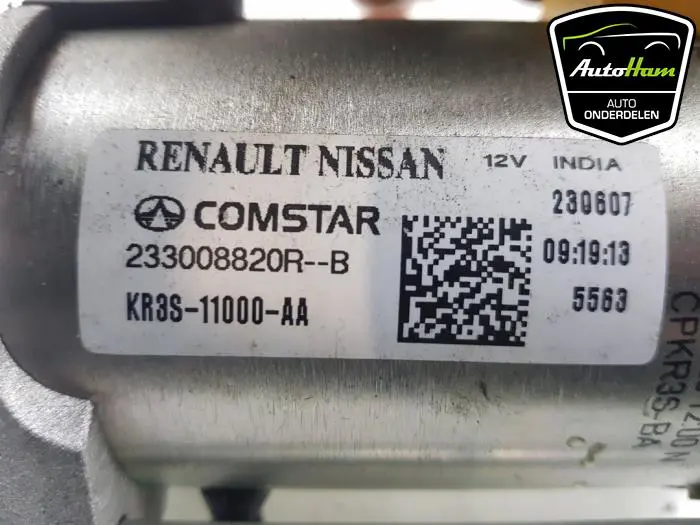 AutoHam
AUTO
ONDERDELEN
RENAULT NISSAN 12V INDIA
COMSTAR 230607
233008820R--B 09:19:13
KR3S-11000-AA 5563
CPKR3S-BA